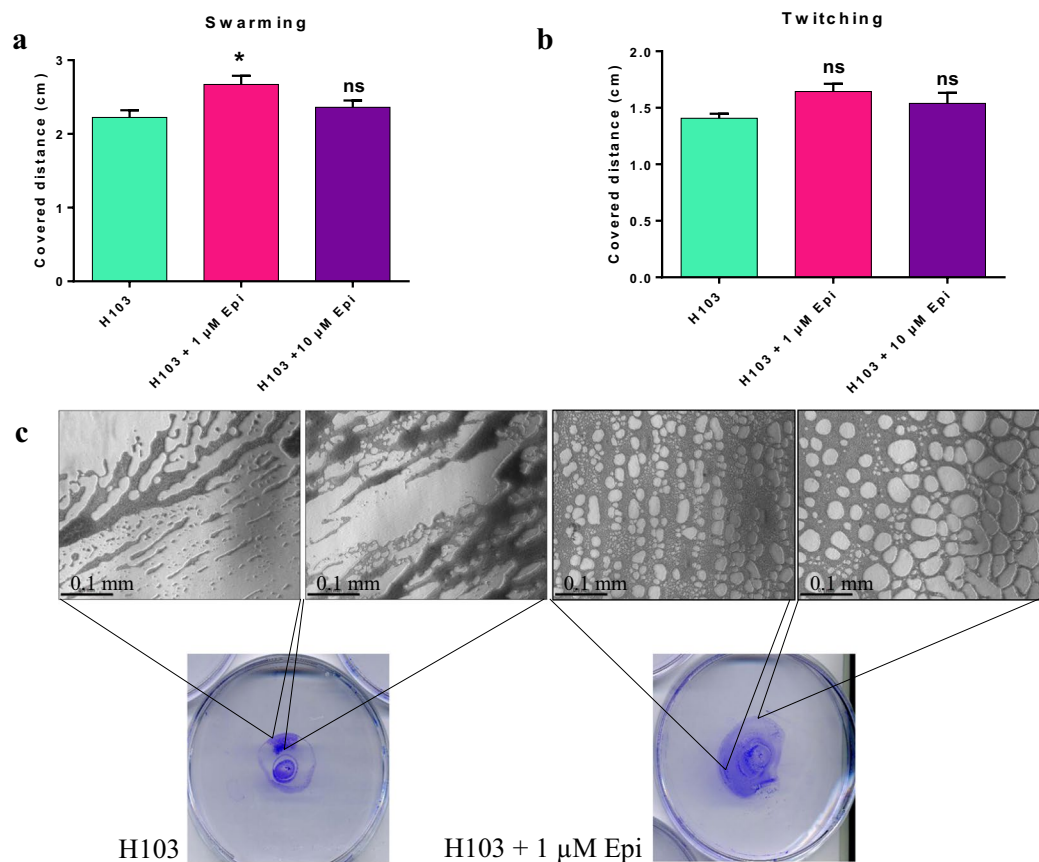 a
Swarming
Covered distance (cm)
3
2
1
0
*
ns
H103
H103 + 1 µM Epi
H103 +10 µM Epi
b
Twitching
Covered distance (cm)
2.0
1.5
1.0
0.5
0.0
ns
ns
H103
H103 + 1 µM Epi
H103 + 10 µM Epi
c
0.1 mm
0.1 mm
0.1 mm
0.1 mm
H103
H103 + 1 µM Epi